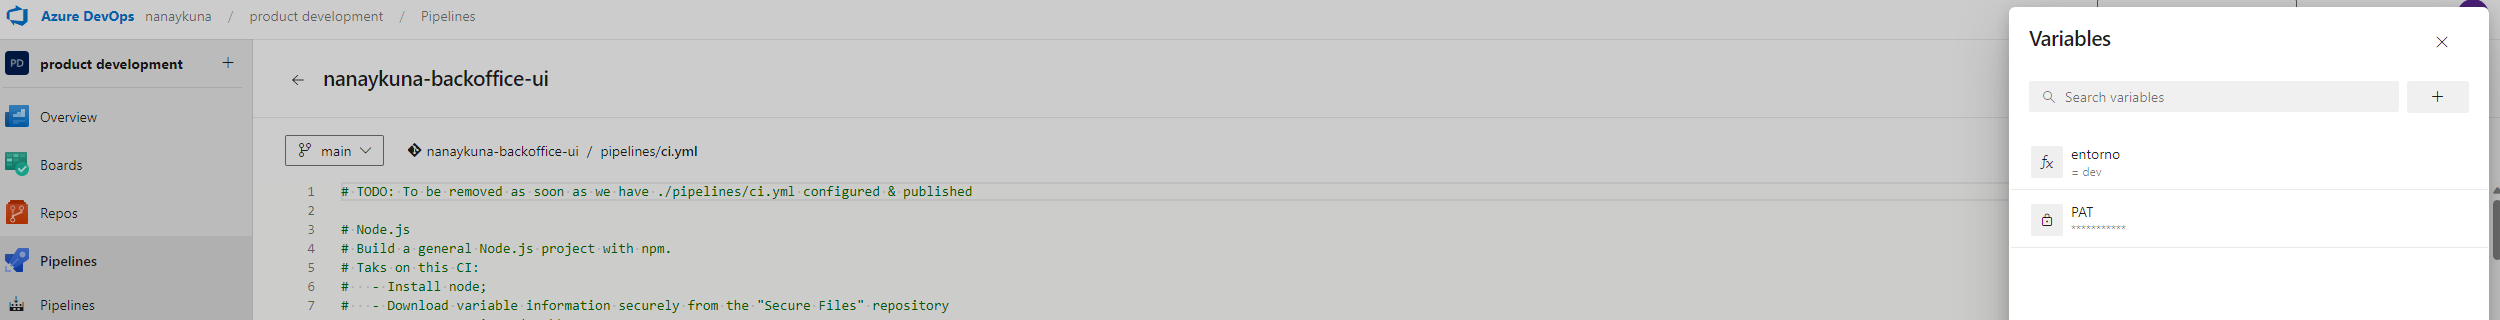 Azure DevOps nanaykuna / product development / Pipelines
PD product development +
Overview
Boards
Repos
Pipelines
Pipelines
nanaykuna-backoffice-ui
main nanaykuna-backoffice-ui / pipelines/ci.yml
1 # TODO: To be removed as soon as we have ./pipelines/ci.yml configured & published
2
3 # Node.js
4 # Build a general Node.js project with npm.
5 # Taks on this CI:
6 #   - Install node;
7 #   - Download variable information securely from the "Secure Files" repository
Variables
Search variables
+
fx entorno
= dev
PAT
***********